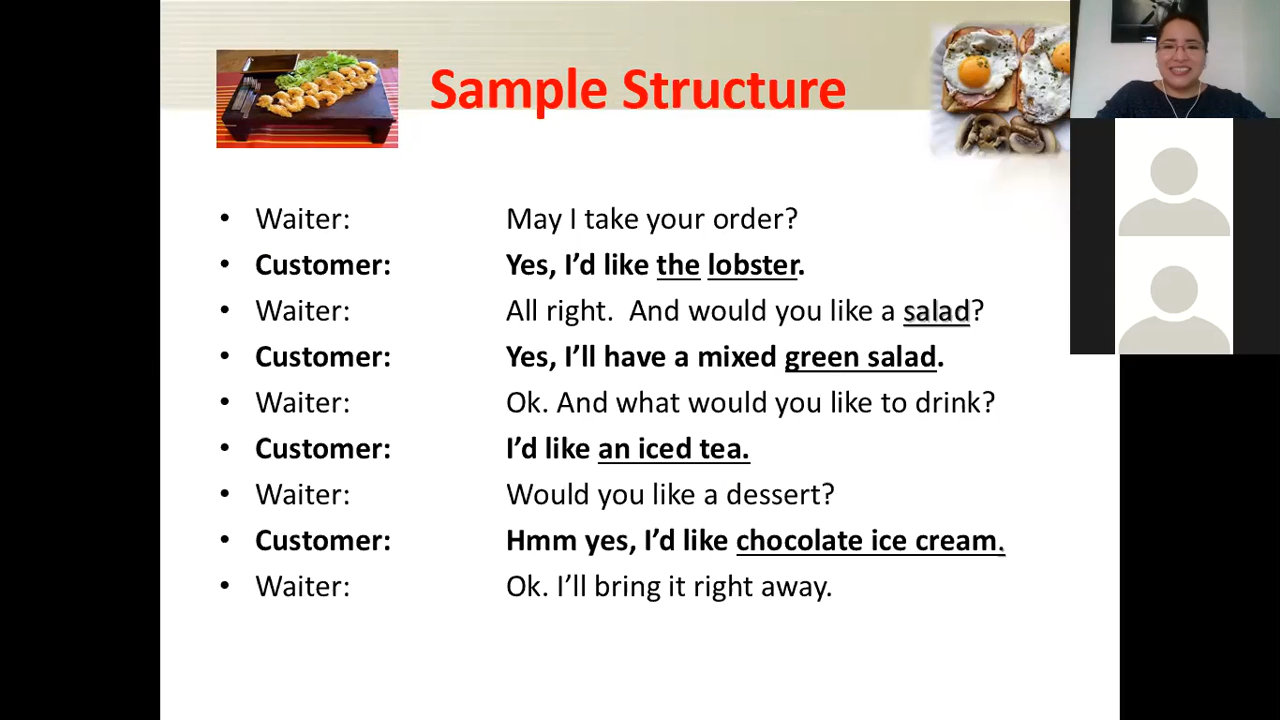 Sample Structure
• Waiter: May I take your order?
• Customer: Yes, I’d like the lobster.
• Waiter: All right.  And would you like a salad?
• Customer: Yes, I’ll have a mixed green salad.
• Waiter: Ok. And what would you like to drink?
• Customer: I’d like an iced tea.
• Waiter: Would you like a dessert?
• Customer: Hmm yes, I’d like chocolate ice cream.
• Waiter: Ok. I’ll bring it right away.